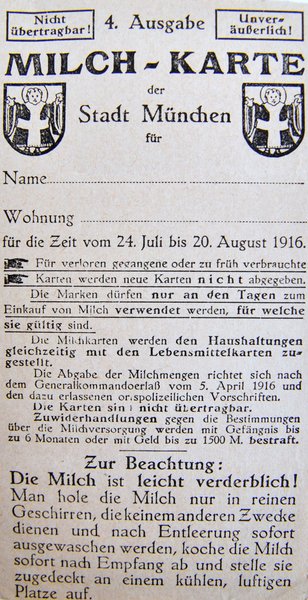 Nicht übertragbar!
4. Ausgabe
Unver-äußerlich!
MILCH-KARTE
der
Stadt München
für
Name
Wohnung
für die Zeit vom 24. Juli bis 20. August 1916.
Für verloren gegangene oder zu früh verbrauchte
Karten werden neue Karten nicht abgegeben.
Die Marken dürfen nur an den Tagen zum
Einkauf von Milch verwendet werden, für welche
sie gültig sind.
Die Milchkarten werden den Haushaltungen
gleichzeitig mit den Lebensmittelkarten zu-
gestellt.
Die Abgabe der Milchmengen richtet sich nach
dem Generalkommandoerlaß vom 5. April 1916 und
den dazu erlassenen ortspolizeilichen Vorschriften.
Die Karten sind nicht übertragbar.
Zuwiderhandlungen gegen die Bestimmungen
über die Milchversorgung werden mit Gefängnis bis
zu 6 Monaten oder mit Geld bis zu 1500 M. bestraft.
Zur Beachtung:
Die Milch ist leicht verderblich!
Man hole die Milch nur in reinen
Geschirren, die keinem anderen Zwecke
dienen und nach Entleerung sofort
ausgewaschen werden, koche die Milch
sofort nach Empfang ab und stelle sie
zugedeckt an einem kühlen, luftigen
Platze auf.